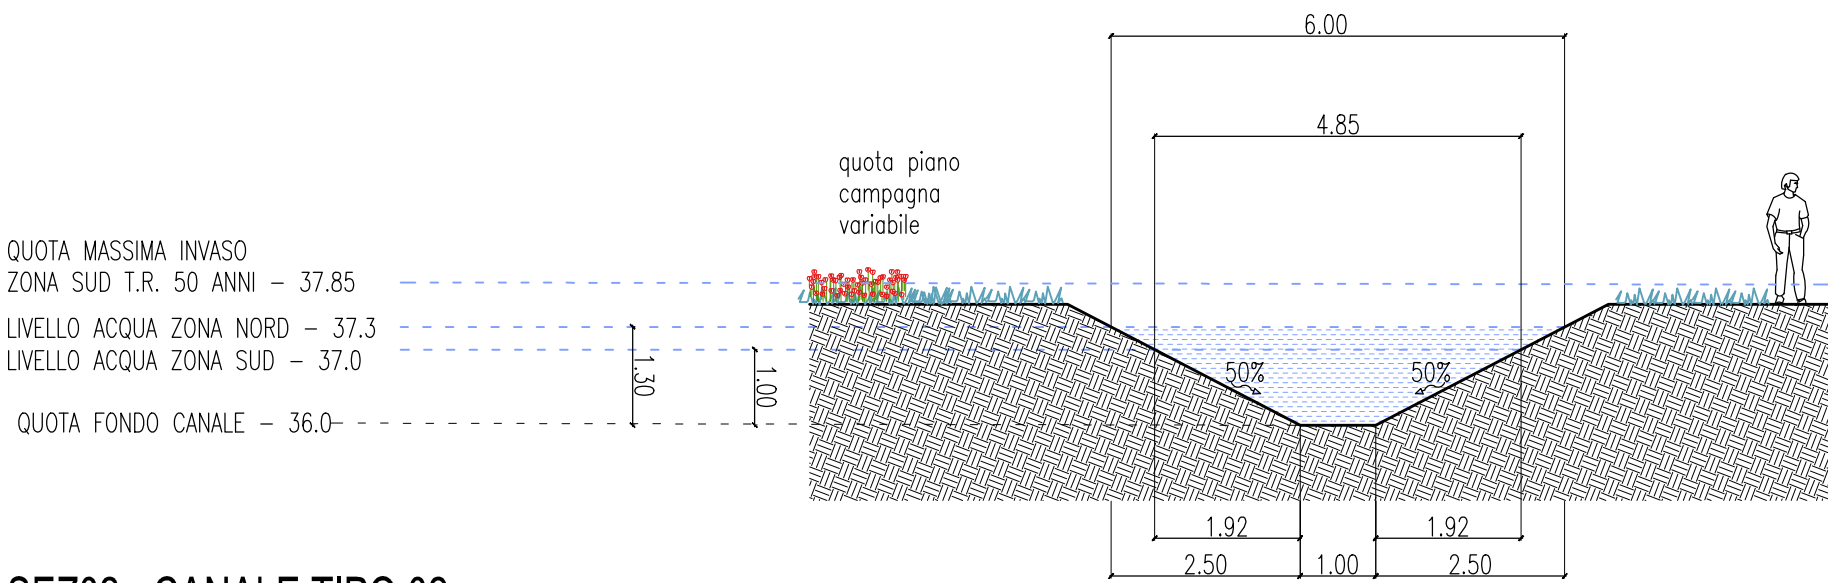 6.00
4.85
quota piano
campagna
variabile
QUOTA MASSIMA INVASO
ZONA SUD T.R. 50 ANNI - 37.85
LIVELLO ACQUA ZONA NORD - 37.3
LIVELLO ACQUA ZONA SUD - 37.0
1.30
1.00
50%
50%
QUOTA FONDO CANALE - 36.0
1.92
1.92
2.50
1.00
2.50